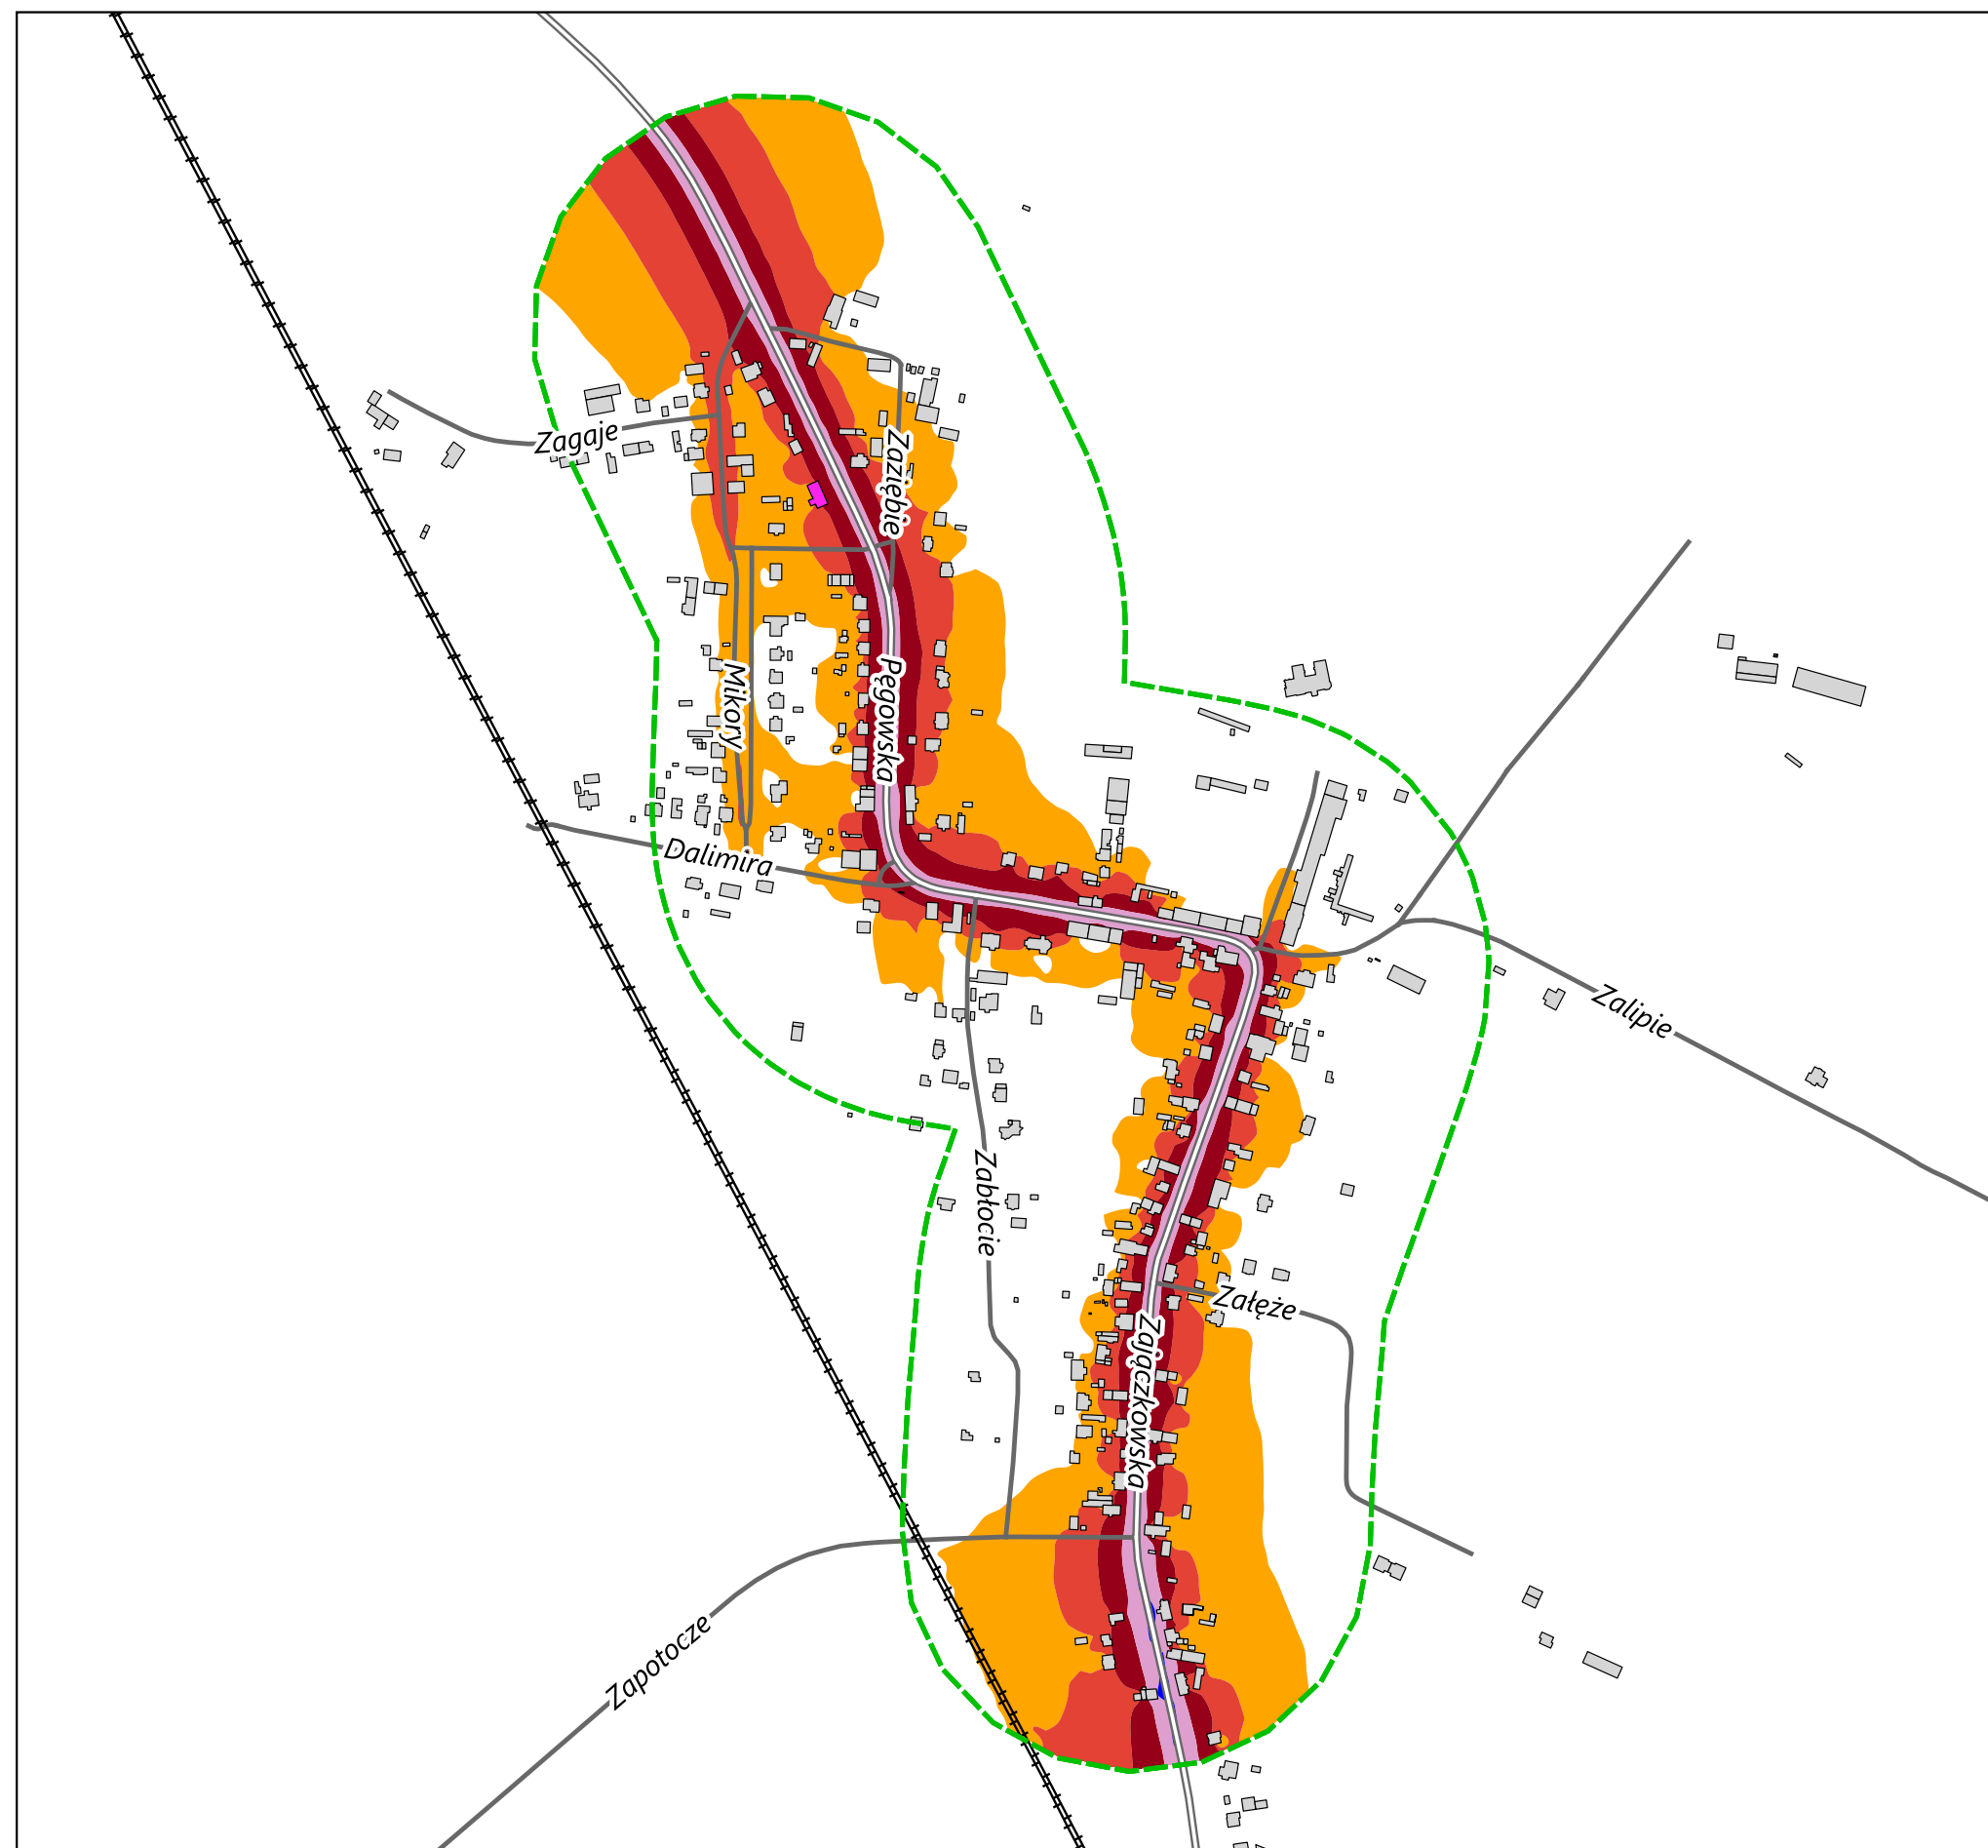 Zagaje
Zaziębie
Mikory
Pęgowska
Dalimira
Zalipie
Zabłocie
Załęże
Zajączkowska
Zapotocze